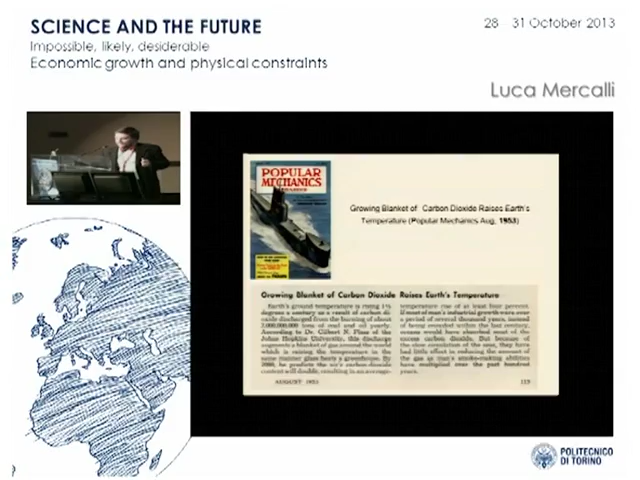 SCIENCE AND THE FUTURE
28 - 31 October 2013
Impossible, likely, desiderable
Economic growth and physical constraints
Luca Mercalli
POPULAR
MECHANICS
Growing Blanket of Carbon Dioxide Raises Earth's
Temperature (Popular Mechanics Aug, 1953)
Growing Blanket of Carbon Dioxide Raises Earth's Temperature
Earth's ground temperature is rising 1½
degrees a century as a result of carbon di-
oxide discharged from the burning of about
2,000,000,000 tons of coal and oil yearly.
According to Dr. Gilbert N. Plass of the
Johns Hopkins University, this discharge
augments a blanket of gas around the world
which is raising the temperature in the
same manner glass heats a greenhouse. By
2080, he predicts the air's carbon-dioxide
content will double, resulting in an average-
temperature rise of at least four percent.
If most of man's industrial growth were over
a period of several thousand years, instead
of being crowded within the last century,
oceans would have absorbed most of the
excess carbon dioxide. But because of
the slow circulation of the seas, they have
had little effect in reducing the amount of
the gas as man's smoke-making abilities
have multiplied over the past hundred
years.
AUGUST 1953
119
POLITECNICO
DI TORINO